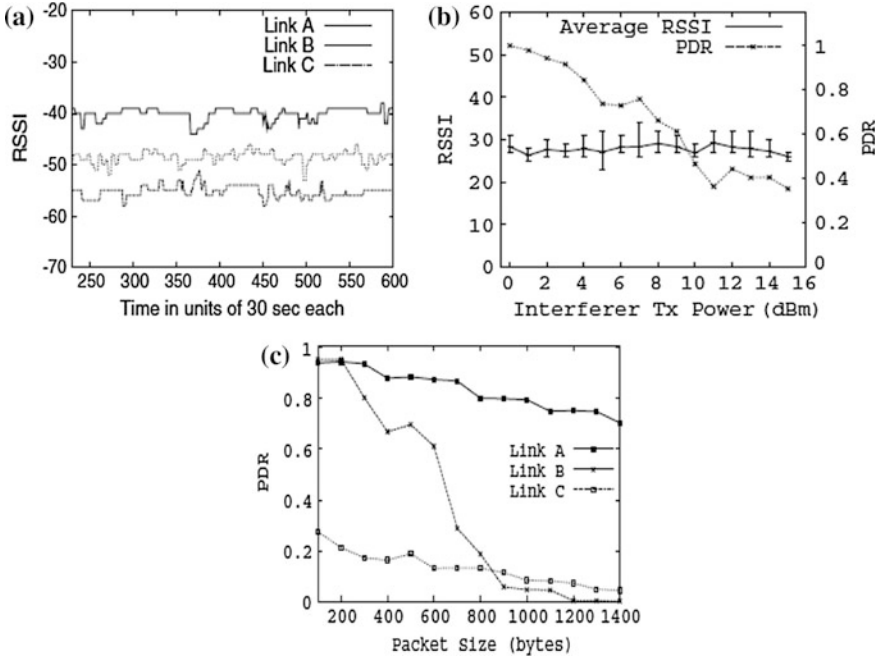 (a)
-20
-30
-40
-50
-60
-70
RSSI
Link A
Link B
Link C
250 300 350 400 450 500 550 600
Time in units of 30 sec each
(b)
60
50
40
30
20
10
0
RSSI
Average RSSI
PDR
1
0.8
0.6
0.4
0.2
0
PDR
0 2 4 6 8 10 12 14 16
Interferer Tx Power (dBm)
(c)
1
0.8
0.6
0.4
0.2
0
PDR
Link A
Link B
Link C
200 400 600 800 1000 1200 1400
Packet Size (bytes)